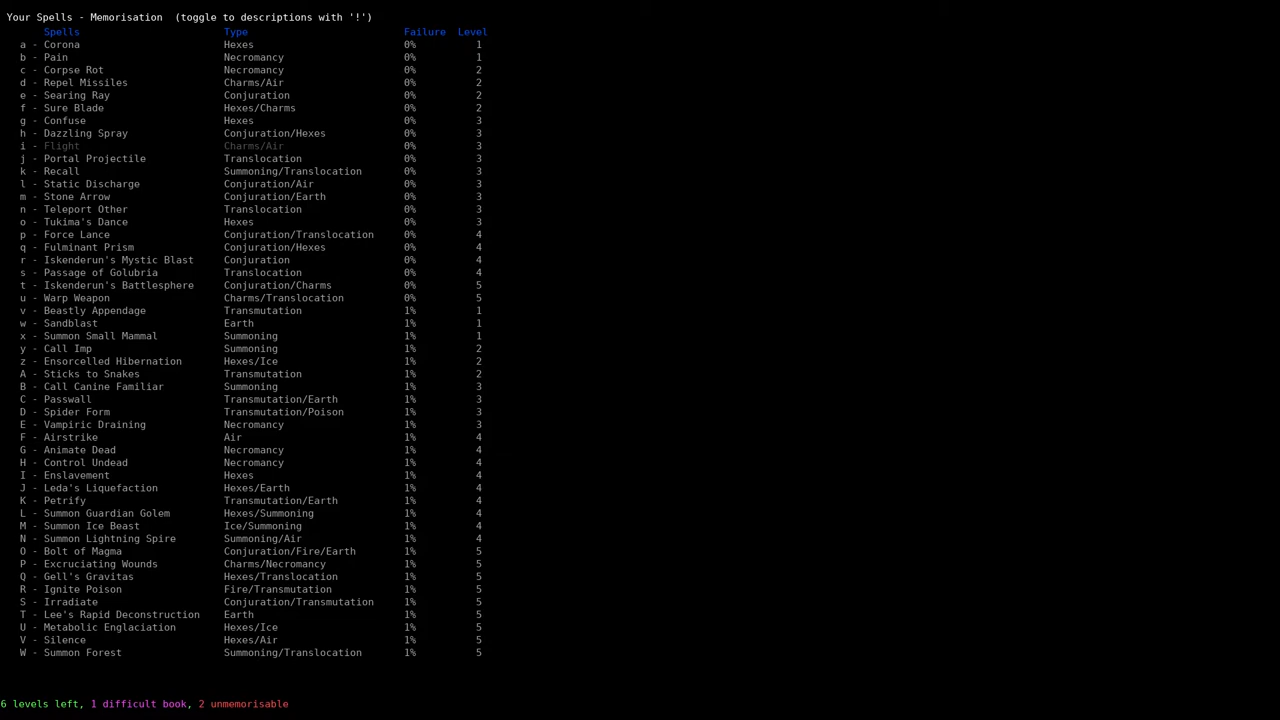 Your Spells - Memorisation  (toggle to descriptions with '!')
Spells Type Failure Level
a - Corona Hexes 0% 1
b - Pain Necromancy 0% 1
c - Corpse Rot Necromancy 0% 2
d - Repel Missiles Charms/Air 0% 2
e - Searing Ray Conjuration 0% 2
f - Sure Blade Hexes/Charms 0% 2
g - Confuse Hexes 0% 3
h - Dazzling Spray Conjuration/Hexes 0% 3
i - Flight Charms/Air 0% 3
j - Portal Projectile Translocation 0% 3
k - Recall Summoning/Translocation 0% 3
l - Static Discharge Conjuration/Air 0% 3
m - Stone Arrow Conjuration/Earth 0% 3
n - Teleport Other Translocation 0% 3
o - Tukima's Dance Hexes 0% 3
p - Force Lance Conjuration/Translocation 0% 4
q - Fulminant Prism Conjuration/Hexes 0% 4
r - Iskenderun's Mystic Blast Conjuration 0% 4
s - Passage of Golubria Translocation 0% 4
t - Iskenderun's Battlesphere Conjuration/Charms 0% 5
u - Warp Weapon Charms/Translocation 0% 5
v - Beastly Appendage Transmutation 1% 1
w - Sandblast Earth 1% 1
x - Summon Small Mammal Summoning 1% 1
y - Call Imp Summoning 1% 2
z - Ensorcelled Hibernation Hexes/Ice 1% 2
A - Sticks to Snakes Transmutation 1% 2
B - Call Canine Familiar Summoning 1% 3
C - Passwall Transmutation/Earth 1% 3
D - Spider Form Transmutation/Poison 1% 3
E - Vampiric Draining Necromancy 1% 3
F - Airstrike Air 1% 4
G - Animate Dead Necromancy 1% 4
H - Control Undead Necromancy 1% 4
I - Enslavement Hexes 1% 4
J - Leda's Liquefaction Hexes/Earth 1% 4
K - Petrify Transmutation/Earth 1% 4
L - Summon Guardian Golem Hexes/Summoning 1% 4
M - Summon Ice Beast Ice/Summoning 1% 4
N - Summon Lightning Spire Summoning/Air 1% 4
O - Bolt of Magma Conjuration/Fire/Earth 1% 5
P - Excruciating Wounds Charms/Necromancy 1% 5
Q - Gell's Gravitas Hexes/Translocation 1% 5
R - Ignite Poison Fire/Transmutation 1% 5
S - Irradiate Conjuration/Transmutation 1% 5
T - Lee's Rapid Deconstruction Earth 1% 5
U - Metabolic Englaciation Hexes/Ice 1% 5
V - Silence Hexes/Air 1% 5
W - Summon Forest Summoning/Translocation 1% 5
6 levels left, 1 difficult book, 2 unmemorisable